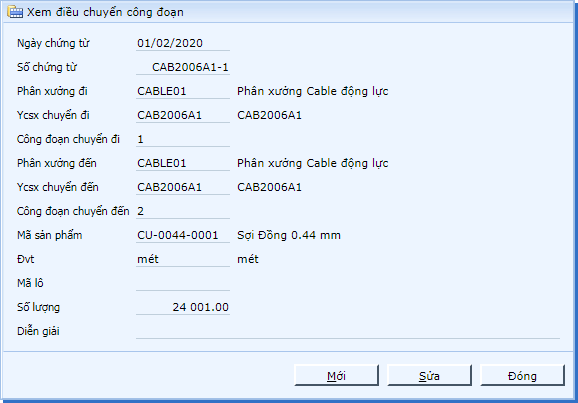 Xem điều chuyển công đoạn
Ngày chứng từ 01/02/2020
Số chứng từ CAB2006A1-1
Phân xưởng đi CABLE01 Phân xưởng Cable động lực
Ycsx chuyển đi CAB2006A1 CAB2006A1
Công đoạn chuyển đi 1
Phân xưởng đến CABLE01 Phân xưởng Cable động lực
Ycsx chuyển đến CAB2006A1 CAB2006A1
Công đoạn chuyển đến 2
Mã sản phẩm CU-0044-0001 Sợi Đồng 0.44 mm
Đvt mét mét
Mã lô
Số lượng 24 001.00
Diễn giải
Mới Sửa Đóng